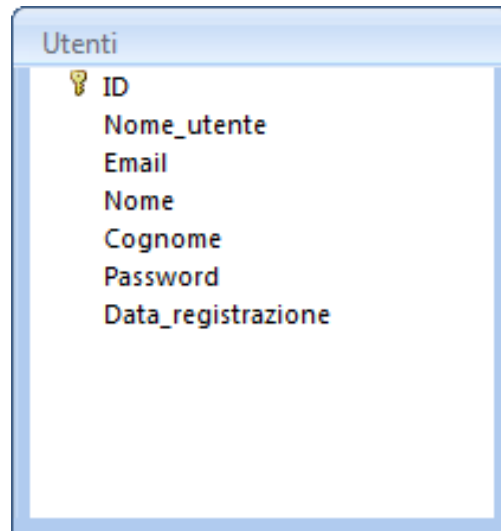 Utenti
ID
Nome_utente
Email
Nome
Cognome
Password
Data_registrazione